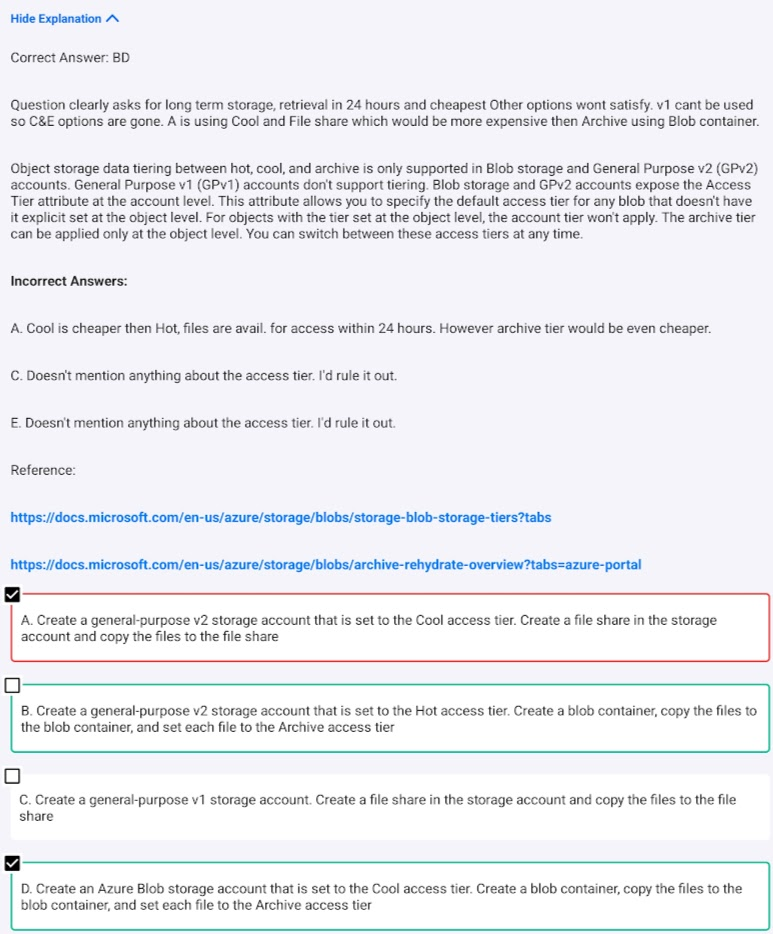 Hide Explanation
Correct Answer: BD
Question clearly asks for long term storage, retrieval in 24 hours and cheapest Other options wont satisfy. v1 cant be used
so C&E options are gone. A is using Cool and File share which would be more expensive then Archive using Blob container.
Object storage data tiering between hot, cool, and archive is only supported in Blob storage and General Purpose v2 (GPv2)
accounts. General Purpose v1 (GPv1) accounts don't support tiering. Blob storage and GPv2 accounts expose the Access
Tier attribute at the account level. This attribute allows you to specify the default access tier for any blob that doesn't have
it explicit set at the object level. For objects with the tier set at the object level, the account tier won't apply. The archive tier
can be applied only at the object level. You can switch between these access tiers at any time.
Incorrect Answers:
A. Cool is cheaper then Hot, files are avail. for access within 24 hours. However archive tier would be even cheaper.
C. Doesn't mention anything about the access tier. I'd rule it out.
E. Doesn't mention anything about the access tier. I'd rule it out.
Reference:
https://docs.microsoft.com/en-us/azure/storage/blobs/storage-blob-storage-tiers?tabs
https://docs.microsoft.com/en-us/azure/storage/blobs/archive-rehydrate-overview?tabs=azure-portal
A. Create a general-purpose v2 storage account that is set to the Cool access tier. Create a file share in the storage
account and copy the files to the file share
B. Create a general-purpose v2 storage account that is set to the Hot access tier. Create a blob container, copy the files to
the blob container, and set each file to the Archive access tier
C. Create a general-purpose v1 storage account. Create a file share in the storage account and copy the files to the file
share
D. Create an Azure Blob storage account that is set to the Cool access tier. Create a blob container, copy the files to the
blob container, and set each file to the Archive access tier